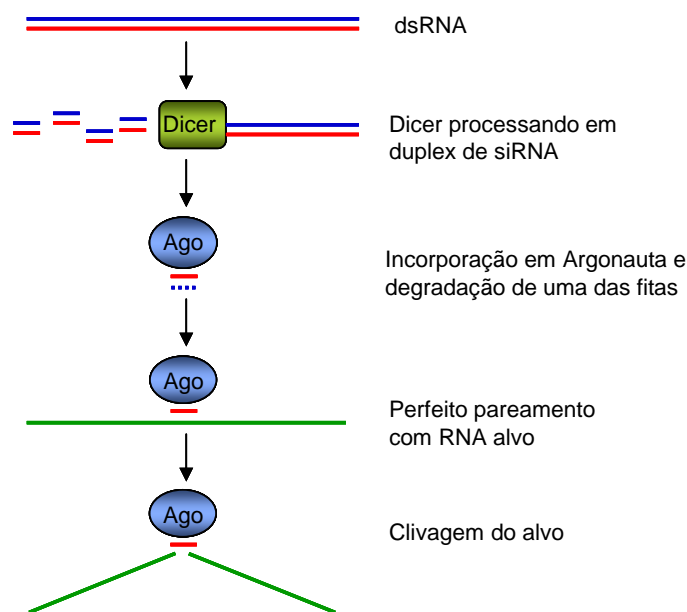 dsRNA
Dicer
Dicer processando em
duplex de siRNA
Ago
Incorporação em Argonauta e
degradação de uma das fitas
Ago
Perfeito pareamento
com RNA alvo
Ago
Clivagem do alvo